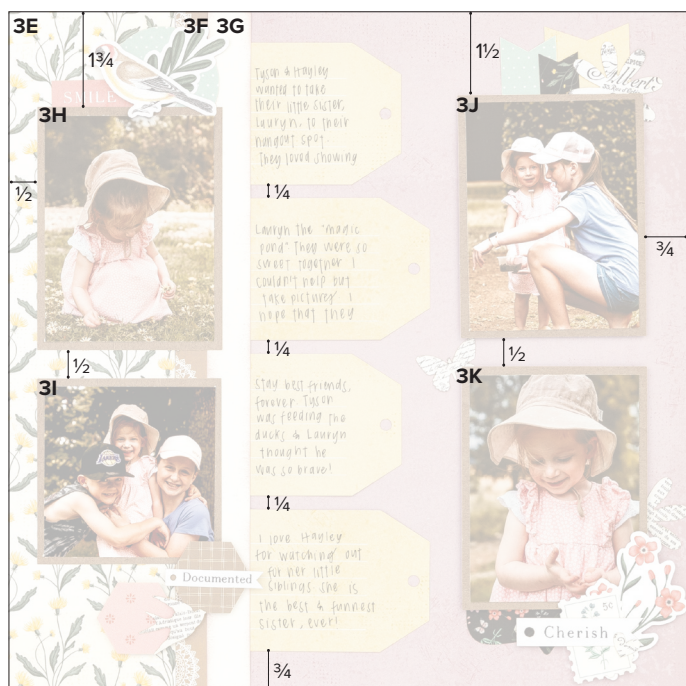 3E
3F
3G
1¾
1½
SMILE
Albert
3H
3J
Tyson & Hayley
wanted to take
their little sister,
Lauryn, to their
hangout spot.
They loved showing
½
¼
¾
Lauryn the "magic
pond" They were so
sweet together I
couldn't help but
take pictures I
hope that they
½
¼
½
3I
3K
Stay best friends,
forever Tyson
was feeding the
ducks & Lauryn
thought he
was so brave!
¼
I love Hayley
for watching out
for her little
siblings she is
the best & funnest
sister, ever!
Documented
5c
Cherish
¾